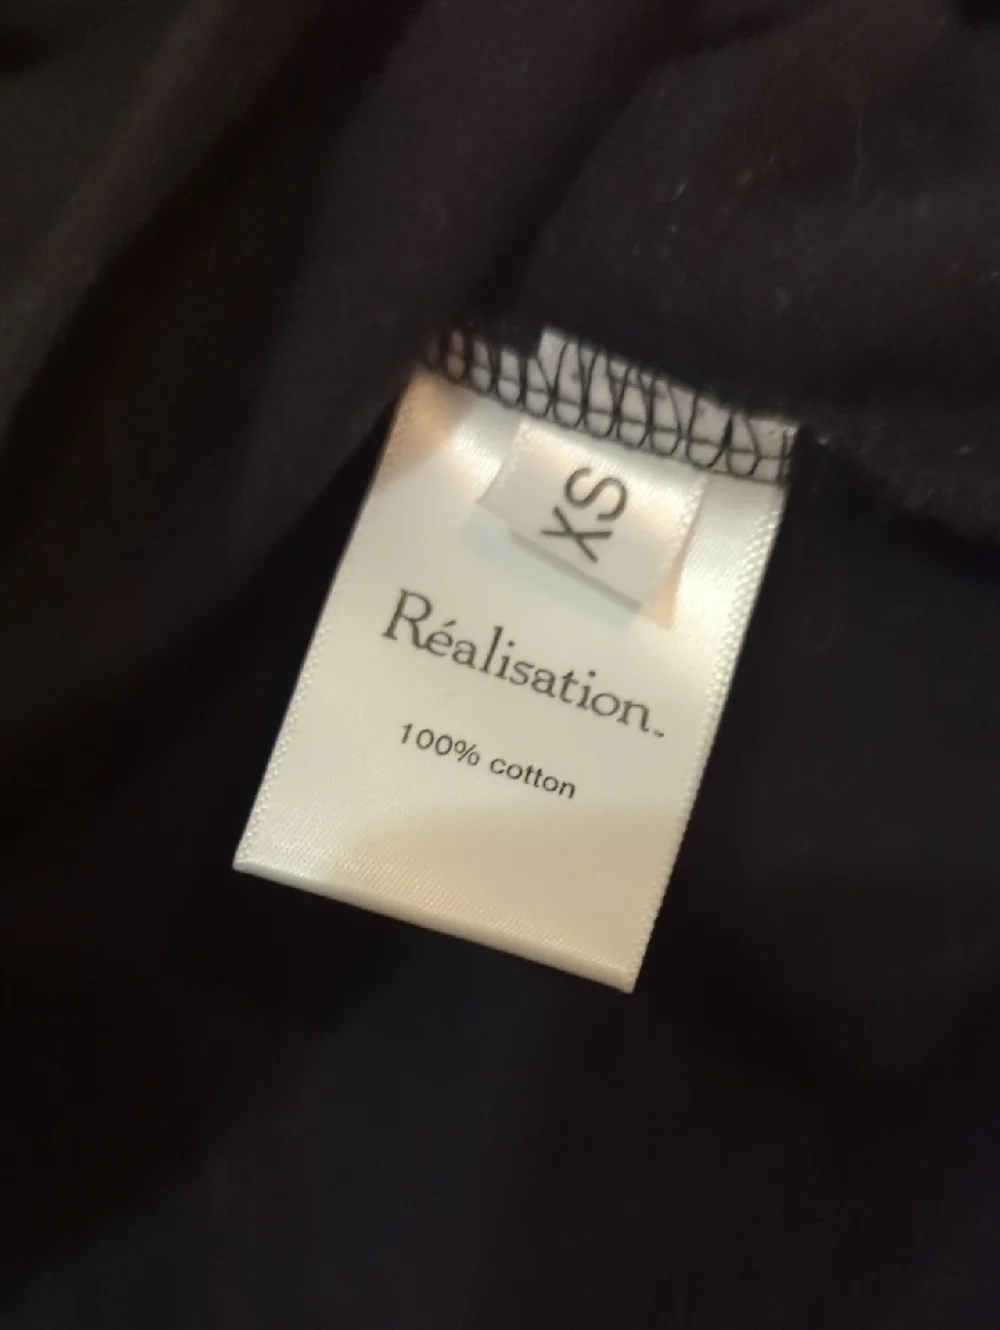 XS
Réalisation.
100% cotton